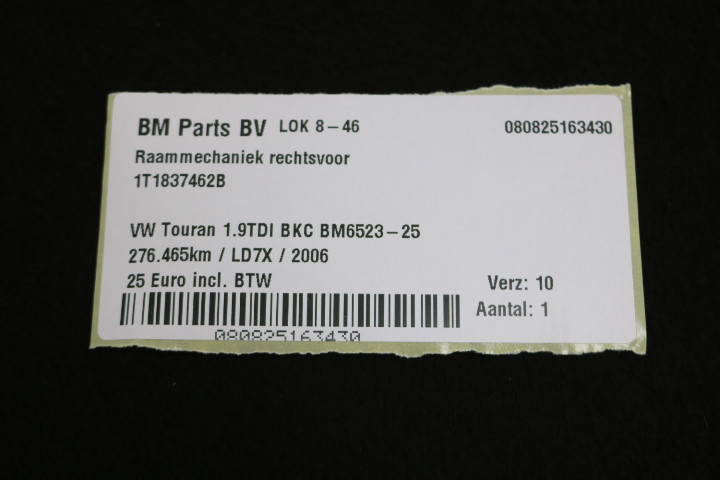 BM Parts BV LOK 8-46 080825163430
Raammechaniek rechtsvoor
1T1837462B
VW Touran 1.9TDI BKC BM6523-25
276.465km / LD7X / 2006
25 Euro incl. BTW Verz: 10
Aantal: 1
080825163430